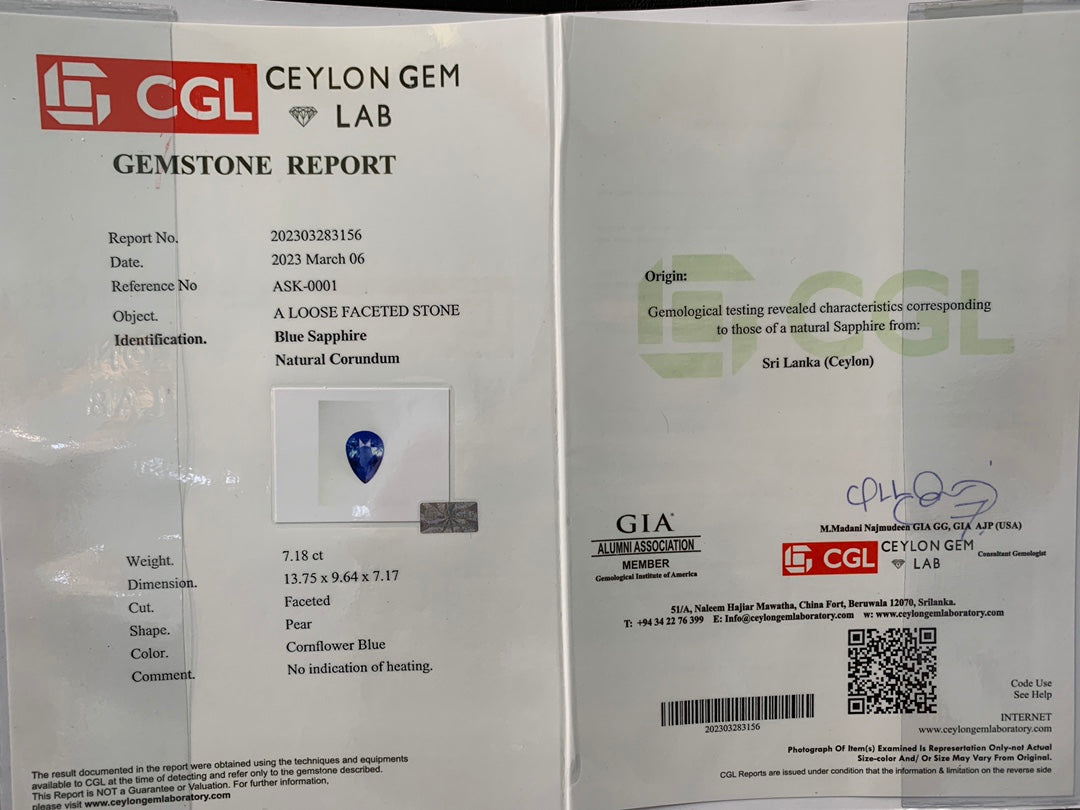 CGL CEYLON GEM
LAB
GEMSTONE REPORT
Report No. 202303283156
Date. 2023 March 06
Reference No ASK-0001
Object. A LOOSE FACETED STONE
Identification. Blue Sapphire
Natural Corundum
Weight. 7.18 ct
Dimension. 13.75 x 9.64 x 7.17
Cut. Faceted
Shape. Pear
Color. Cornflower Blue
Comment. No indication of heating.
The result documented in the report were obtained using the techniques and equipments
available to CGL at the time of detecting and refer only to the gemstone described.
This Report is NOT a Guarantee or Valuation. For further information,
please visit www.ceylongemlaboratory.com
CGL
Origin:
Gemological testing revealed characteristics corresponding
to those of a natural Sapphire from:
Sri Lanka (Ceylon)
GIA
ALUMNI ASSOCIATION
MEMBER
Gemological Institute of America
M.Madani Najmudeen GIA GG, GIA AJP (USA)
CGL CEYLON GEM
LAB
Consultant Gemologist
51/A, Naleem Hajiar Mawatha, China Fort, Beruwala 12070, Srilanka.
T: +94 34 22 76 399 E: Info@ceylongemlaboratory.com w: www.ceylongemlaboratory.com
202303283156
Code Use
See Help
INTERNET
www.ceylongemlaboratory.com
Photograph Of Item(s) Examined Is Representation Only-not Actual
Size-color And/ Or Size May Vary From Original.
CGL Reports are issued under condition that the information & limitation on the reverse side